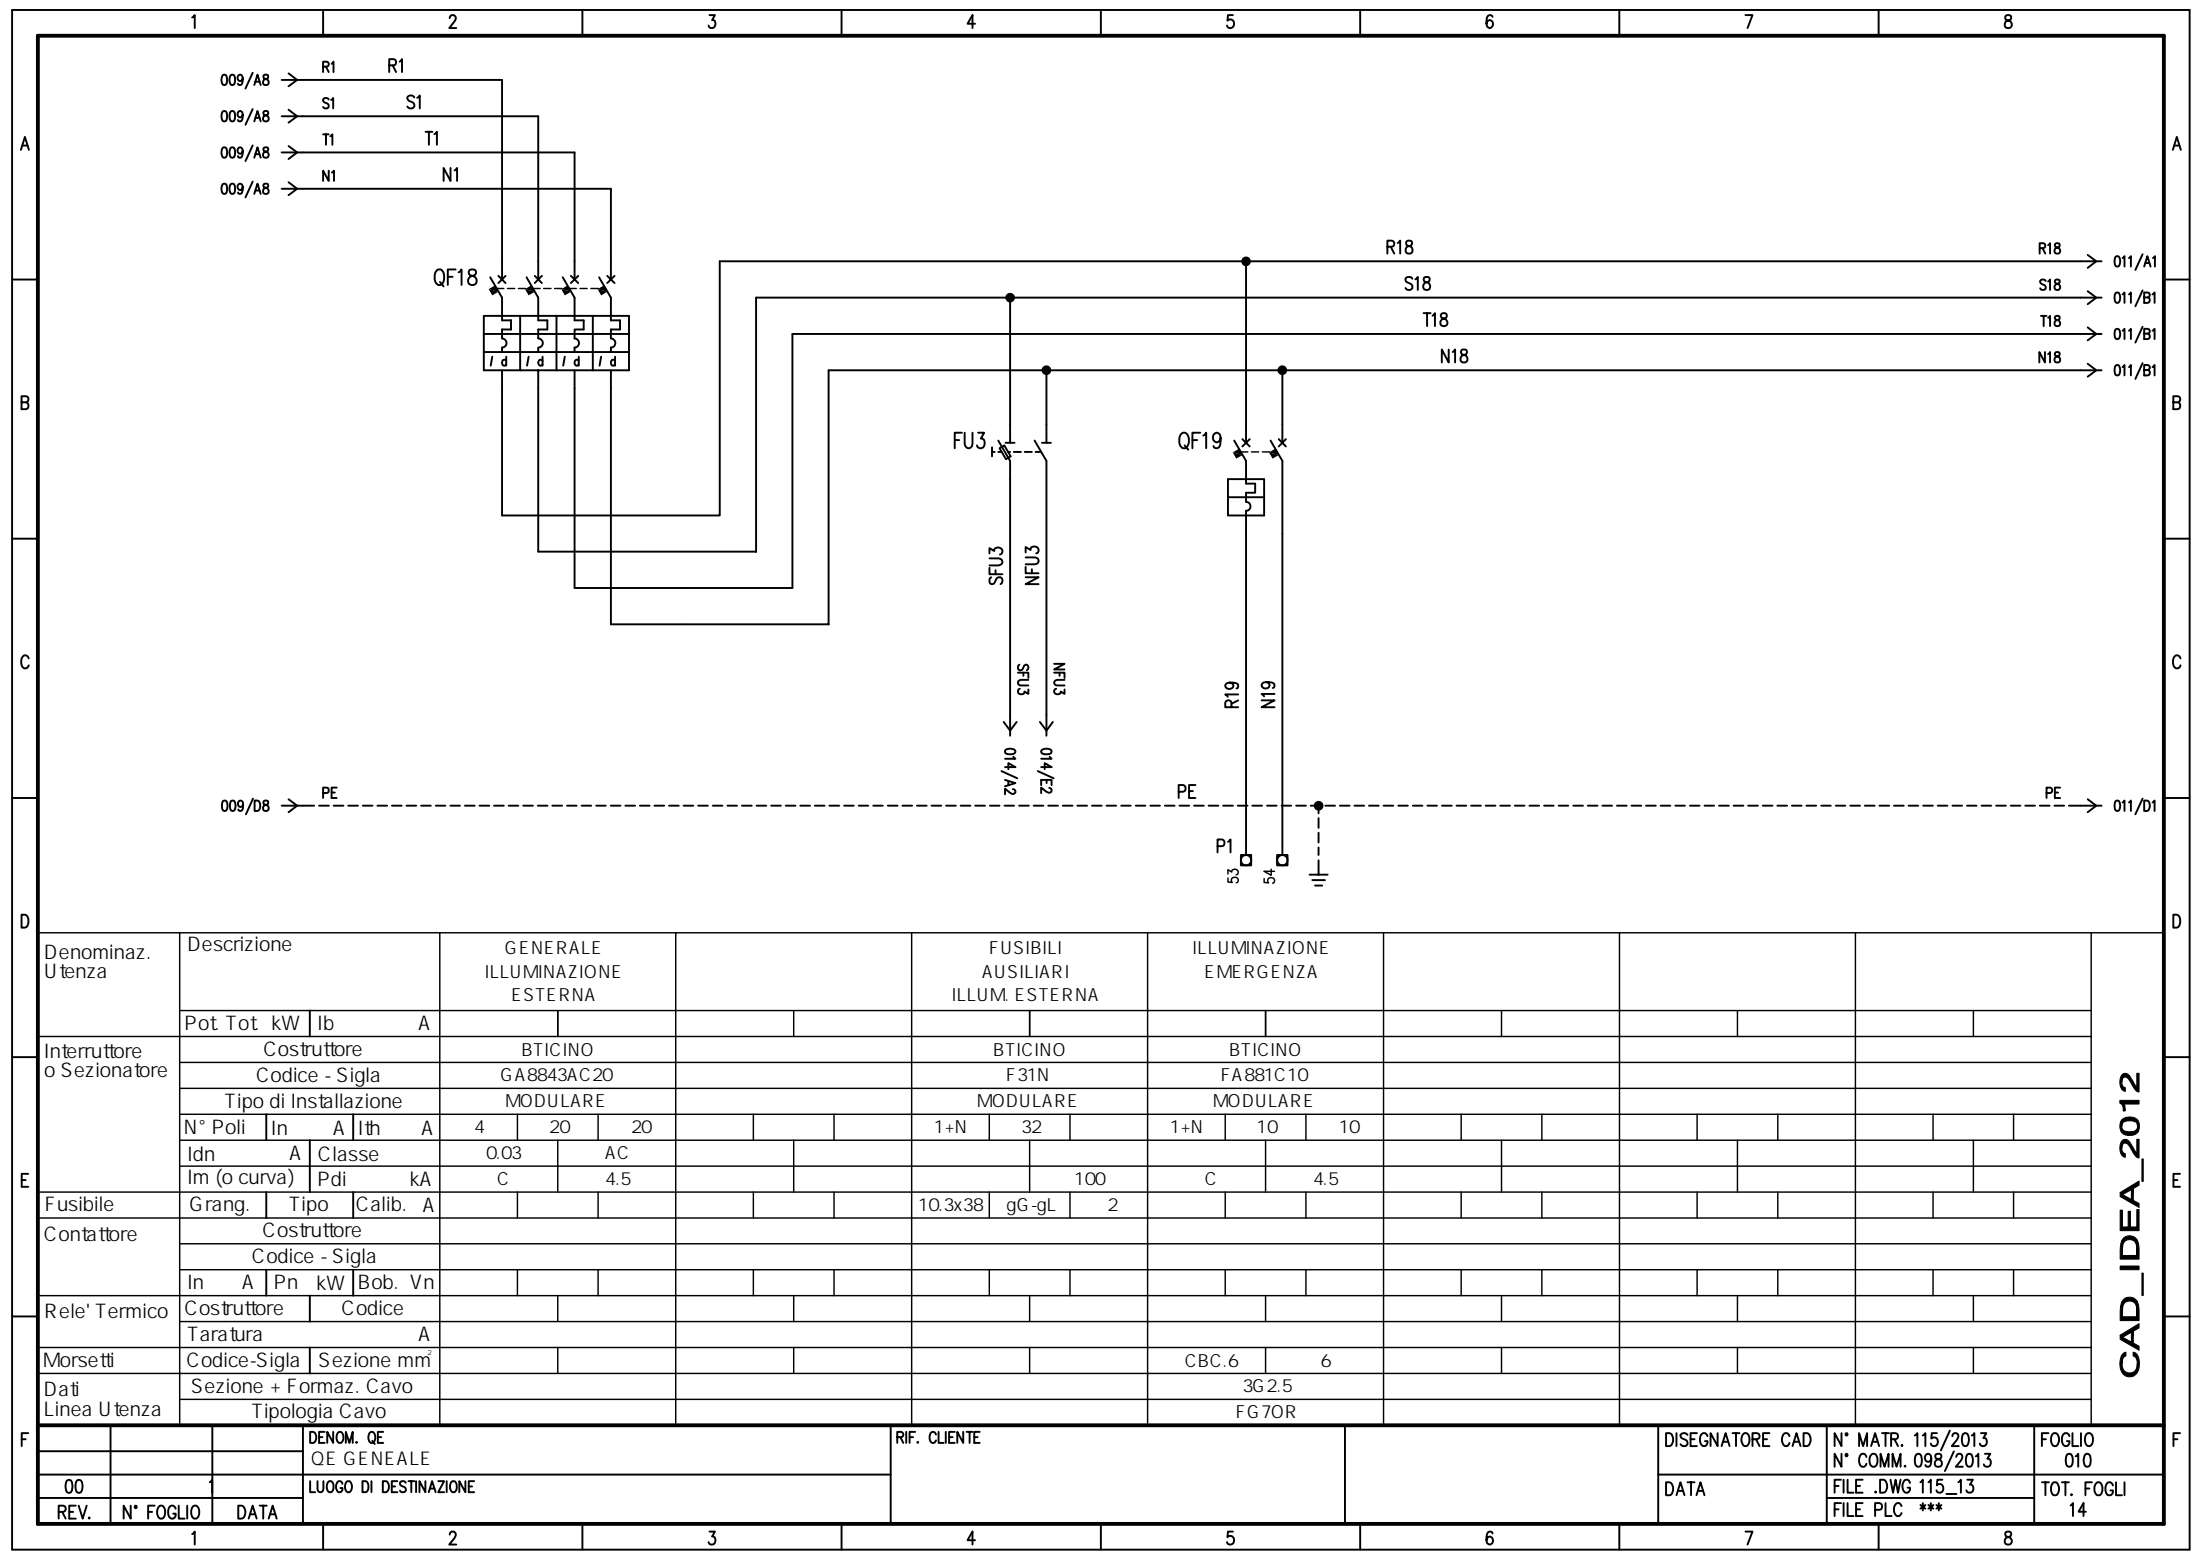 1 2 3 4 5 6 7 8
009/A8 R1 R1
009/A8 S1 S1
009/A8 T1 T1
009/A8 N1 N1
A A
R18 R18 011/A1
QF18 S18 S18 011/B1
T18 T18 011/B1
N18 N18 011/B1
I d I d I d I d
B B
FU3 QF19
SFU3 NFU3
C C
SFU3 NFU3 R19 N19
014/A2 014/E2
009/D8 PE PE PE 011/D1
P1
53 54
D D
Denominaz. Utenza
Descrizione
GENERALE
ILLUMINAZIONE
ESTERNA
FUSIBILI
AUSILIARI
ILLUM. ESTERNA
ILLUMINAZIONE
EMERGENZA
Pot. Tot. kW Ib A
Interruttore
o Sezionatore
Costruttore BTICINO BTICINO BTICINO
Codice - Sigla GA8843AC20 F31N FA881C10
Tipo di Installazione MODULARE MODULARE MODULARE
N° Poli In A Ith A 4 20 20 1+N 32 1+N 10 10
Idn A Classe 0.03 AC
E E
Im (o curva) Pdi kA C 4.5 100 C 4.5
Fusibile Grang. Tipo Calib. A 10.3x38 gG-gL 2
Contattore Costruttore
Codice - Sigla
In A Pn kW Bob. Vn
Rele' Termico Costruttore Codice
Taratura A
Morsetti Codice-Sigla Sezione mm² CBC.6 6
Dati
Linea Utenza
Sezione + Formaz. Cavo 3G2.5
Tipologia Cavo FG7OR
CAD_IDEA_2012
F F
DENOM. QE
QE GENEALE
LUOGO DI DESTINAZIONE
RIF. CLIENTE
DISEGNATORE CAD
DATA
N° MATR. 115/2013
N° COMM. 098/2013
FILE .DWG 115_13
FILE PLC ***
FOGLIO
010
TOT. FOGLI
14
00 1
REV. N° FOGLIO DATA
1 2 3 4 5 6 7 8